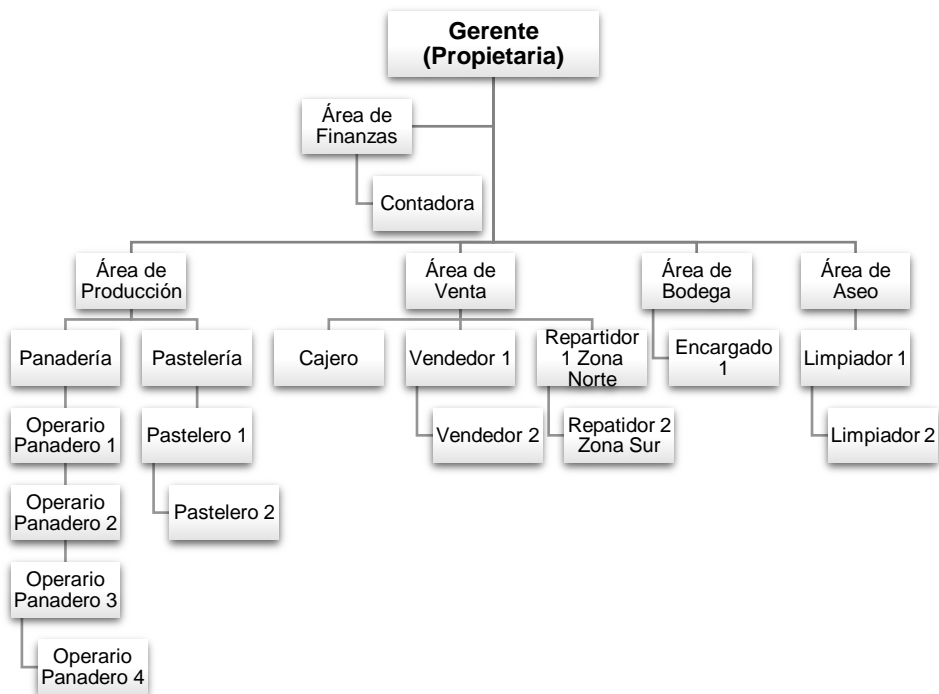 Gerente
(Propietaria)
Área de
Finanzas
Contadora
Área de
Producción
Área de
Venta
Área de
Bodega
Área de
Aseo
Panadería
Pastelería
Cajero
Vendedor 1
Repartidor
1 Zona
Norte
Encargado
1
Limpiador 1
Operario
Panadero 1
Pastelero 1
Vendedor 2
Repatidor 2
Zona Sur
Limpiador 2
Operario
Panadero 2
Pastelero 2
Operario
Panadero 3
Operario
Panadero 4